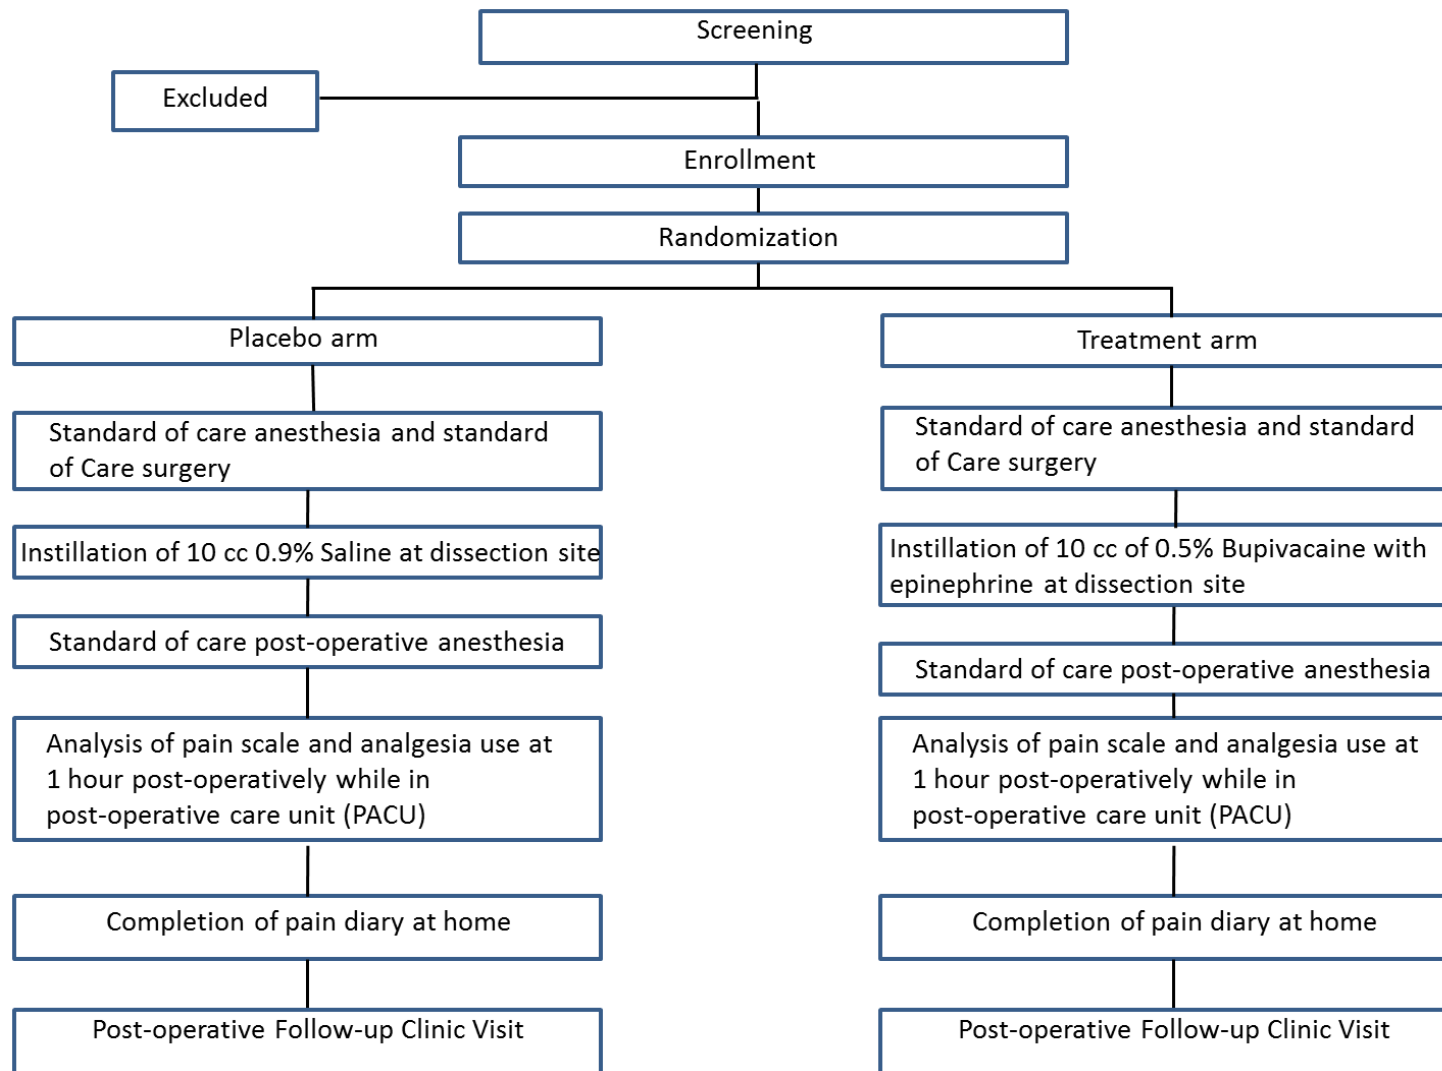 Screening
Excluded
Enrollment
Randomization
Placebo arm
Treatment arm
Standard of care anesthesia and standard
of Care surgery
Standard of care anesthesia and standard
of Care surgery
Instillation of 10 cc 0.9% Saline at dissection site
Instillation of 10 cc of 0.5% Bupivacaine with
epinephrine at dissection site
Standard of care post-operative anesthesia
Standard of care post-operative anesthesia
Analysis of pain scale and analgesia use at
1 hour post-operatively while in
post-operative care unit (PACU)
Analysis of pain scale and analgesia use at
1 hour post-operatively while in
post-operative care unit (PACU)
Completion of pain diary at home
Completion of pain diary at home
Post-operative Follow-up Clinic Visit
Post-operative Follow-up Clinic Visit